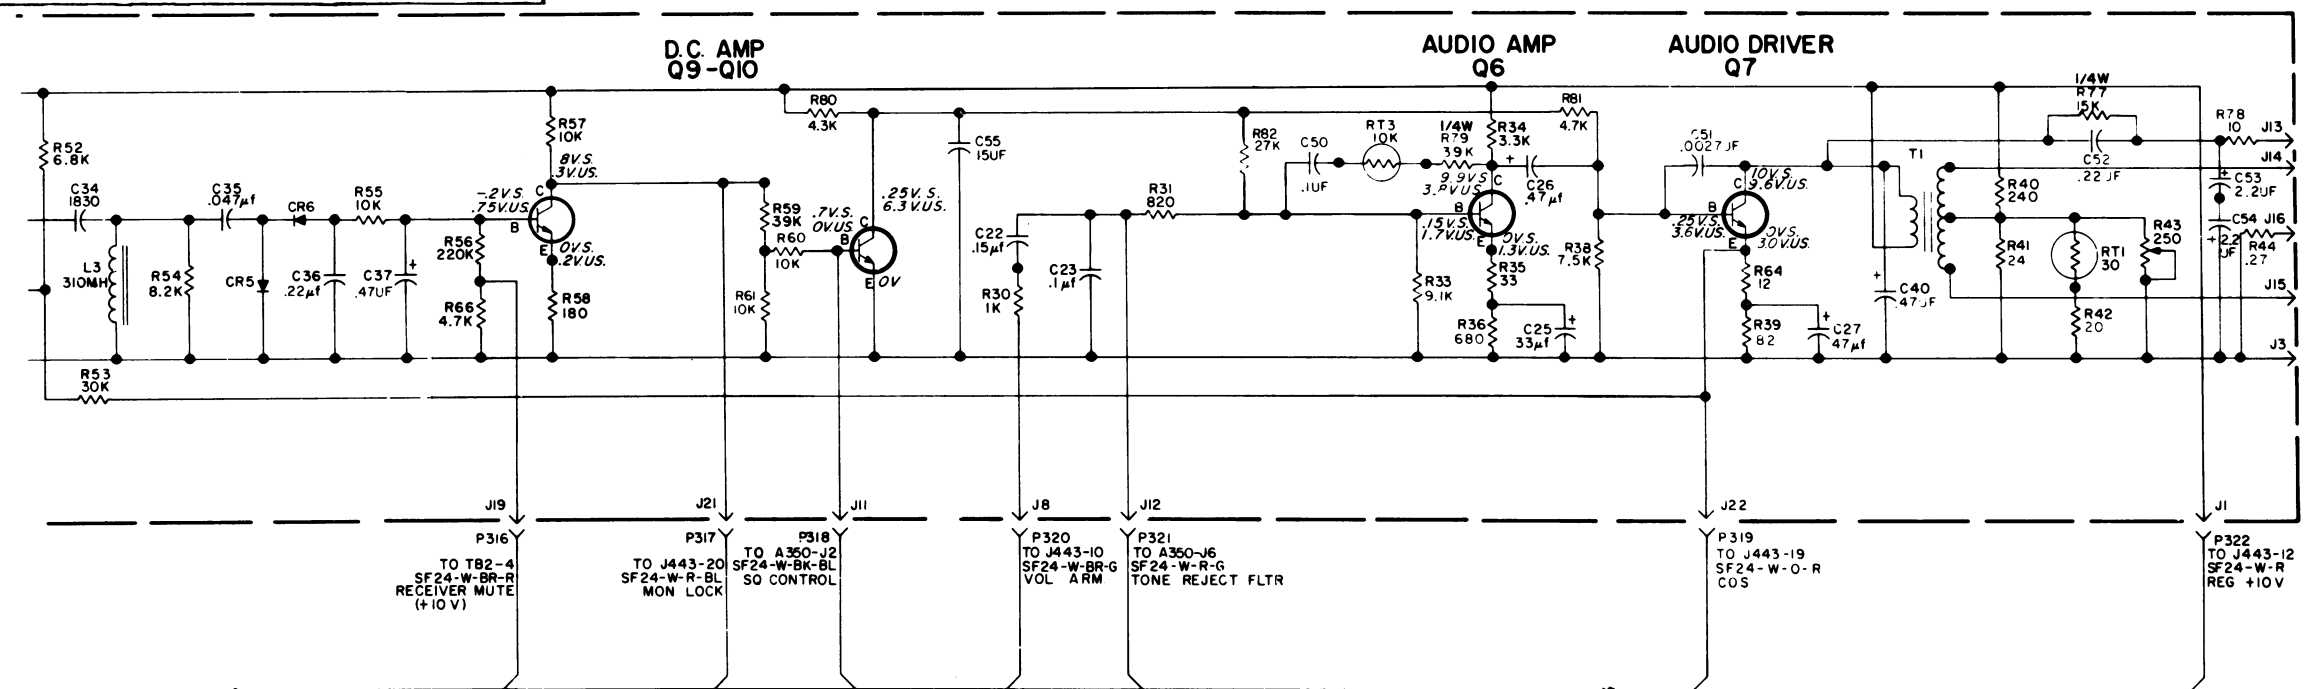 D.C. AMP
Q9-Q10
AUDIO AMP
Q6
AUDIO DRIVER
Q7
R52
6.8K
C34
1830
L3
310MH
R54
8.2K
C35
.047µf
CR5
CR6
C36
.22µf
R55
10K
C37
.47UF
+
R56
220K
R66
4.7K
R57
10K
8V.S.
.3V.US.
-.2V.S.
.75V.US.
C
B
E
0V.S.
.2V.US.
R58
180
R53
30K
R59
39K
R60
10K
R61
10K
R80
4.3K
.7V.S.
0V.US.
C
B
E
0V
.25V.S.
6.3V.US.
C55
15UF
C22
.15µf
R30
1K
C23
.1µf
R31
820
R82
27K
C50
.1UF
RT3
10K
1/4W
R79
39K
R34
3.3K
9.9V.S
C
B
E
.15V.S.
1.7V.US.
0V.S.
1.3V.US.
R33
9.1K
R35
33
R36
680
C25
33µf
+
C26
.47µf
+
R81
4.7K
R38
7.5K
C51
10V.S.
9.6V.US.
C
B
E
.25V.S.
3.6V.US.
0V.S.
3.0V.US.
R64
12
R39
82
C27
47µf
+
C40
+
T1
R40
240
R41
24
1/4W
R77
15K
C52
RT1
30
R42
20
R43
250
R78
10
C53
2.2UF
+
C54
+
R44
.27
J13
J14
J16
J15
J3
J19
J21
J11
J8
J12
J22
J1
P316
TO TB2-4
SF24-W-BR-R
RECEIVER MUTE
(+10V)
P317
TO J443-20
SF24-W-R-BL
MON LOCK
P318
TO A350-J2
SF24-W-BK-BL
SQ CONTROL
P320
TO J443-10
SF24-W-BR-G
VOL ARM
P321
TO A350-J6
SF24-W-R-G
TONE REJECT FLTR
P319
TO J443-19
SF24-W-O-R
COS
P322
TO J443-12
SF24-W-R
REG +10V